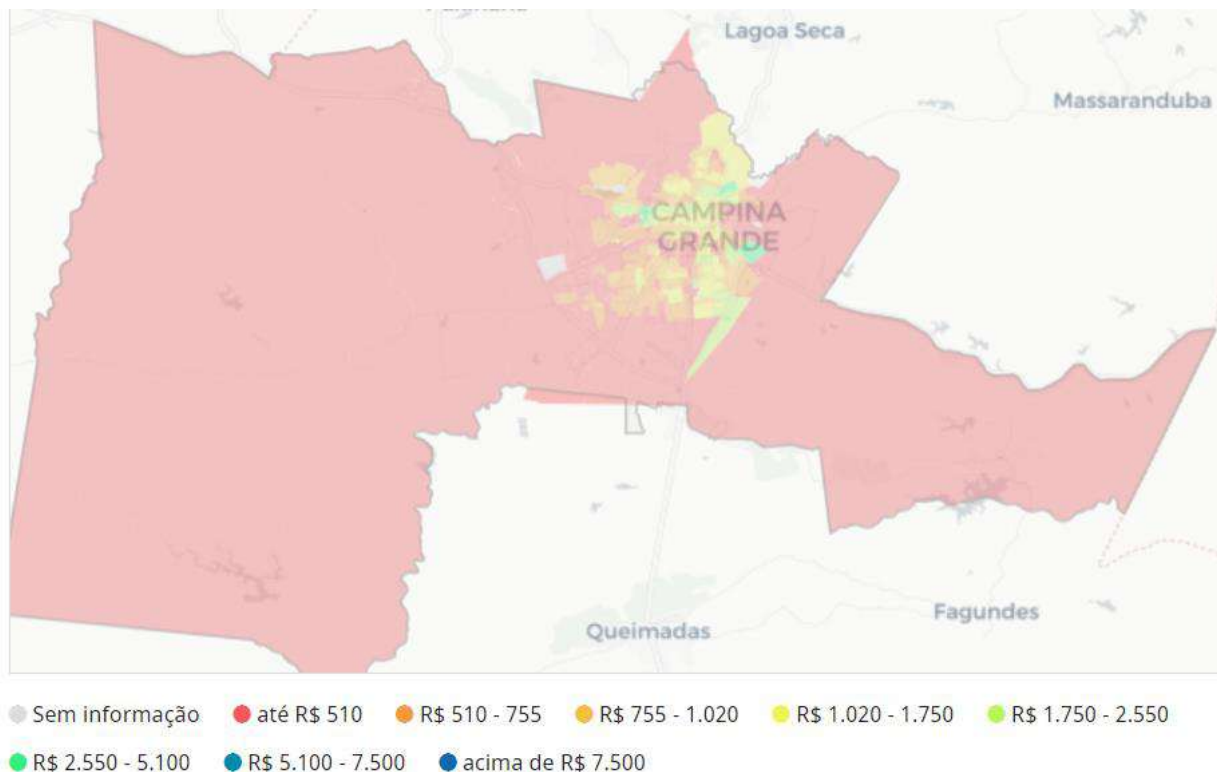 Lagoa Seca
Massaranduba
CAMPINA
GRANDE
Fagundes
Queimadas
Sem informação até R$ 510 R$ 510 - 755 R$ 755 - 1.020 R$ 1.020 - 1.750 R$ 1.750 - 2.550
R$ 2.550 - 5.100 R$ 5.100 - 7.500 acima de R$ 7.500